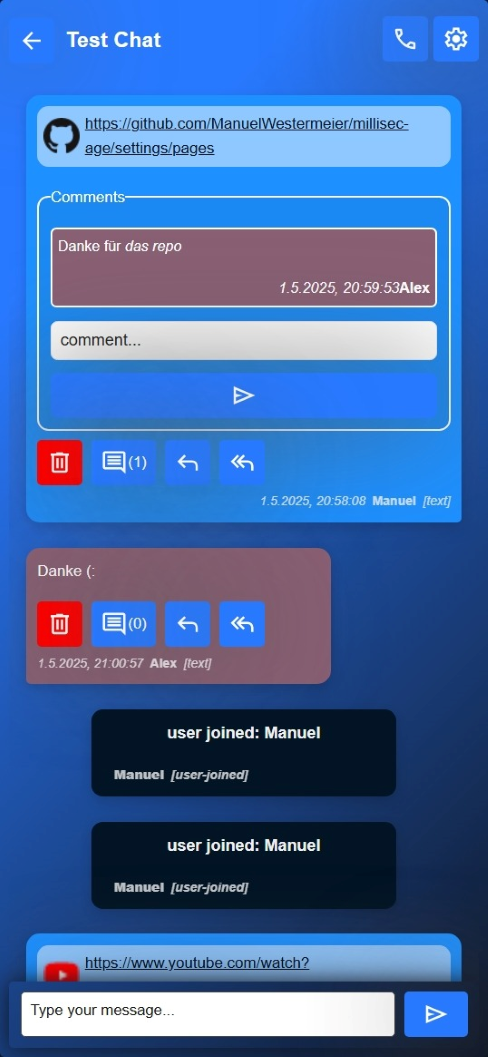 Test Chat
https://github.com/ManuelWestermeier/millisec-
age/settings/pages
Comments
Danke für das repo
1.5.2025, 20:59:53Alex
comment...
(1)
1.5.2025, 20:58:08 Manuel [text]
Danke (:
(0)
1.5.2025, 21:00:57 Alex [text]
user joined: Manuel
Manuel [user-joined]
user joined: Manuel
Manuel [user-joined]
https://www.youtube.com/watch?
Type your message...